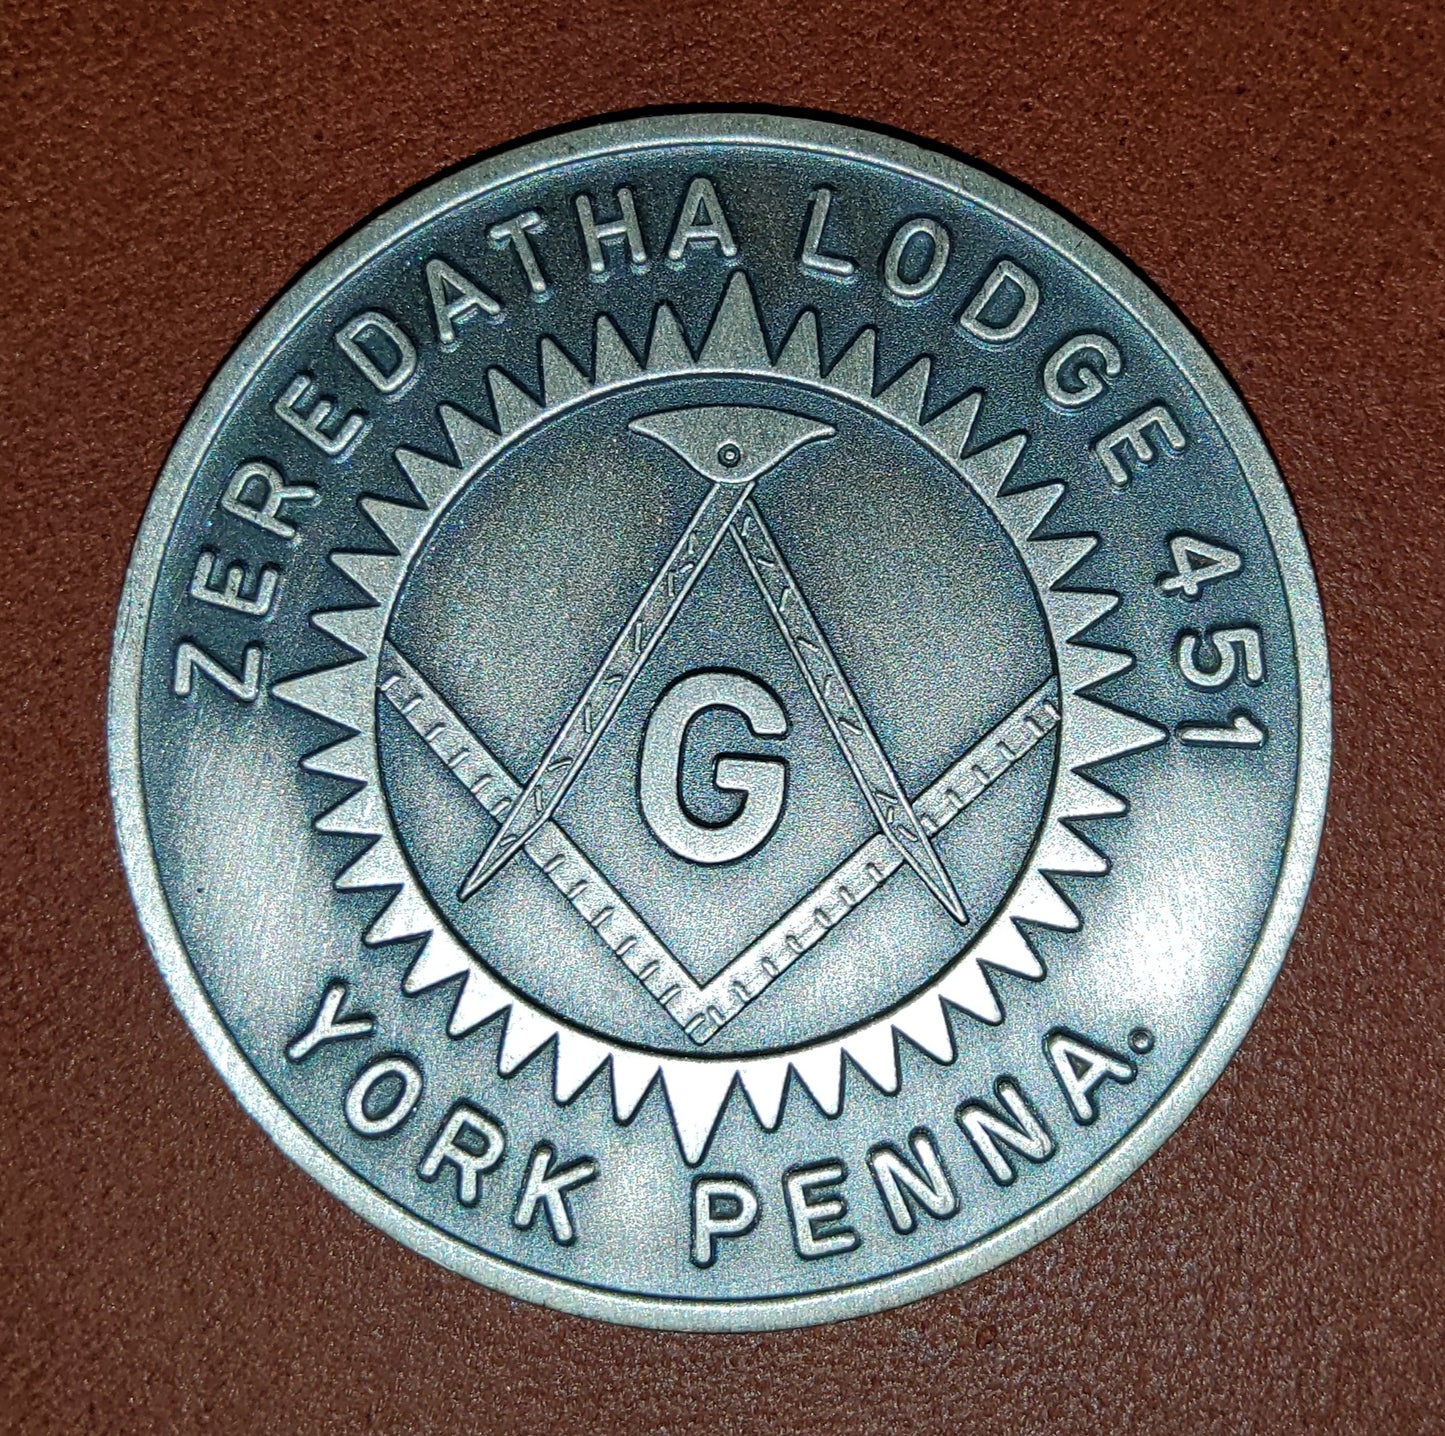 ZEREDATHA LODGE 451
G
YORK PENNA.